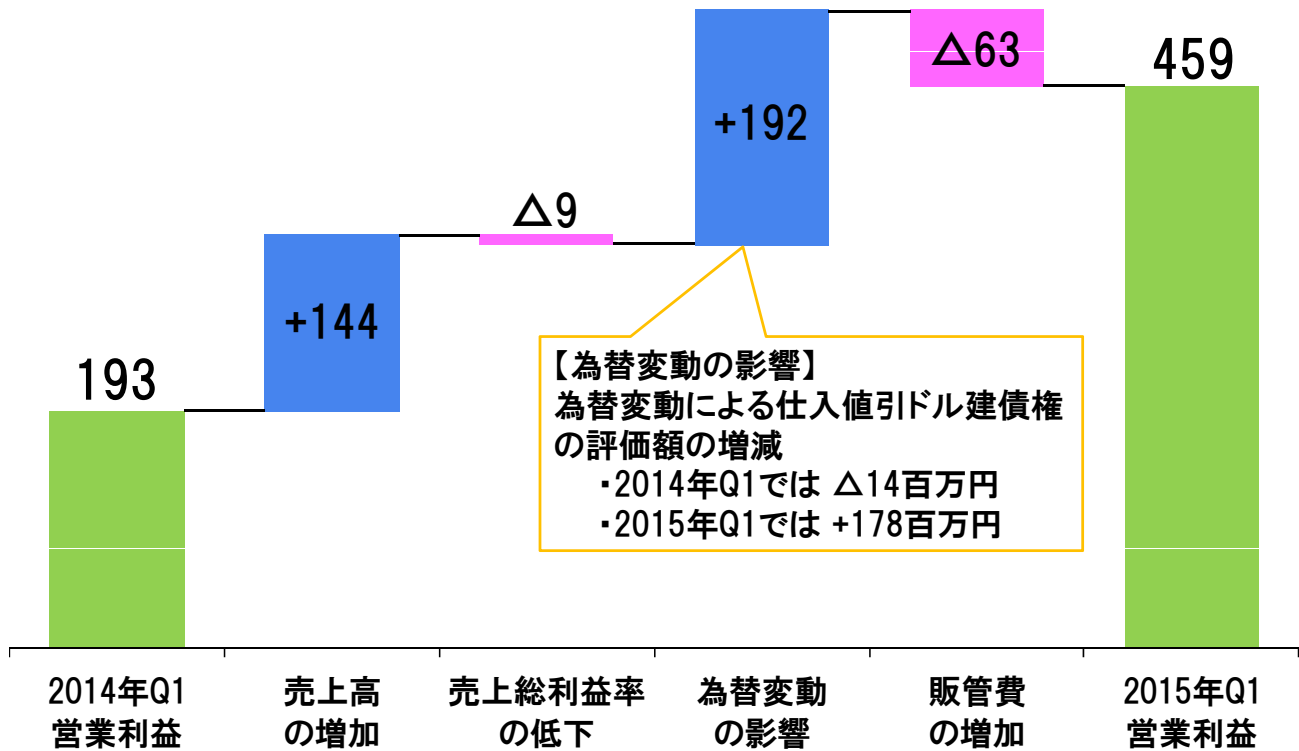 △63
459
+192
△9
+144
193
【為替変動の影響】
為替変動による仕入値引ドル建債権
の評価額の増減
・2014年Q1では △14百万円
・2015年Q1では +178百万円
2014年Q1
営業利益
売上高
の増加
売上総利益率
の低下
為替変動
の影響
販管費
の増加
2015年Q1
営業利益